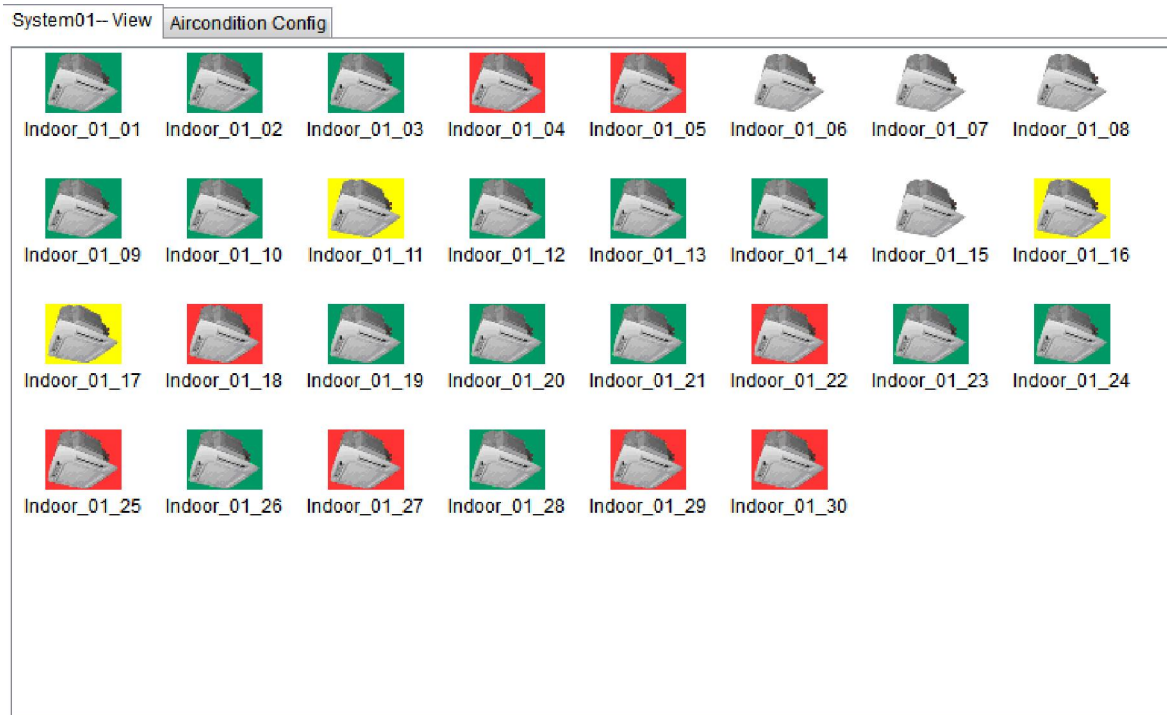 System01-- View Aircondition Config
Indoor_01_01 Indoor_01_02 Indoor_01_03 Indoor_01_04 Indoor_01_05 Indoor_01_06 Indoor_01_07 Indoor_01_08
Indoor_01_09 Indoor_01_10 Indoor_01_11 Indoor_01_12 Indoor_01_13 Indoor_01_14 Indoor_01_15 Indoor_01_16
Indoor_01_17 Indoor_01_18 Indoor_01_19 Indoor_01_20 Indoor_01_21 Indoor_01_22 Indoor_01_23 Indoor_01_24
Indoor_01_25 Indoor_01_26 Indoor_01_27 Indoor_01_28 Indoor_01_29 Indoor_01_30